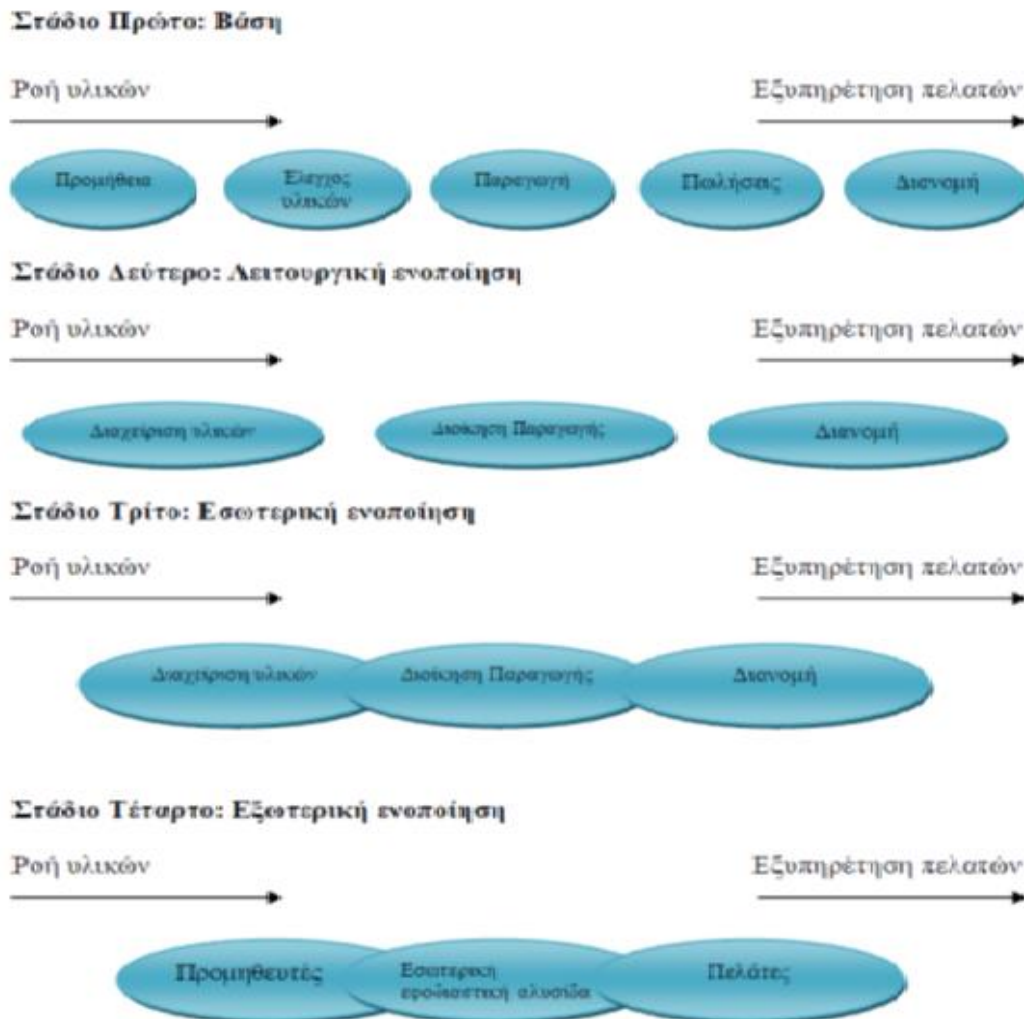 Στάδιο Πρώτο: Βάση
Ροή υλικών Εξυπηρέτηση πελατών
Προμήθεια Έλεγχος υλικών Παραγωγή Πωλήσεις Διανομή
Στάδιο Δεύτερο: Λειτουργική ενοποίηση
Ροή υλικών Εξυπηρέτηση πελατών
Διαχείριση υλικών Διοίκηση Παραγωγής Διανομή
Στάδιο Τρίτο: Εσωτερική ενοποίηση
Ροή υλικών Εξυπηρέτηση πελατών
Διαχείριση υλικών Διοίκηση Παραγωγής Διανομή
Στάδιο Τέταρτο: Εξωτερική ενοποίηση
Ροή υλικών Εξυπηρέτηση πελατών
Προμηθευτές Εσωτερική εφοδιαστική αλυσίδα Πελάτες